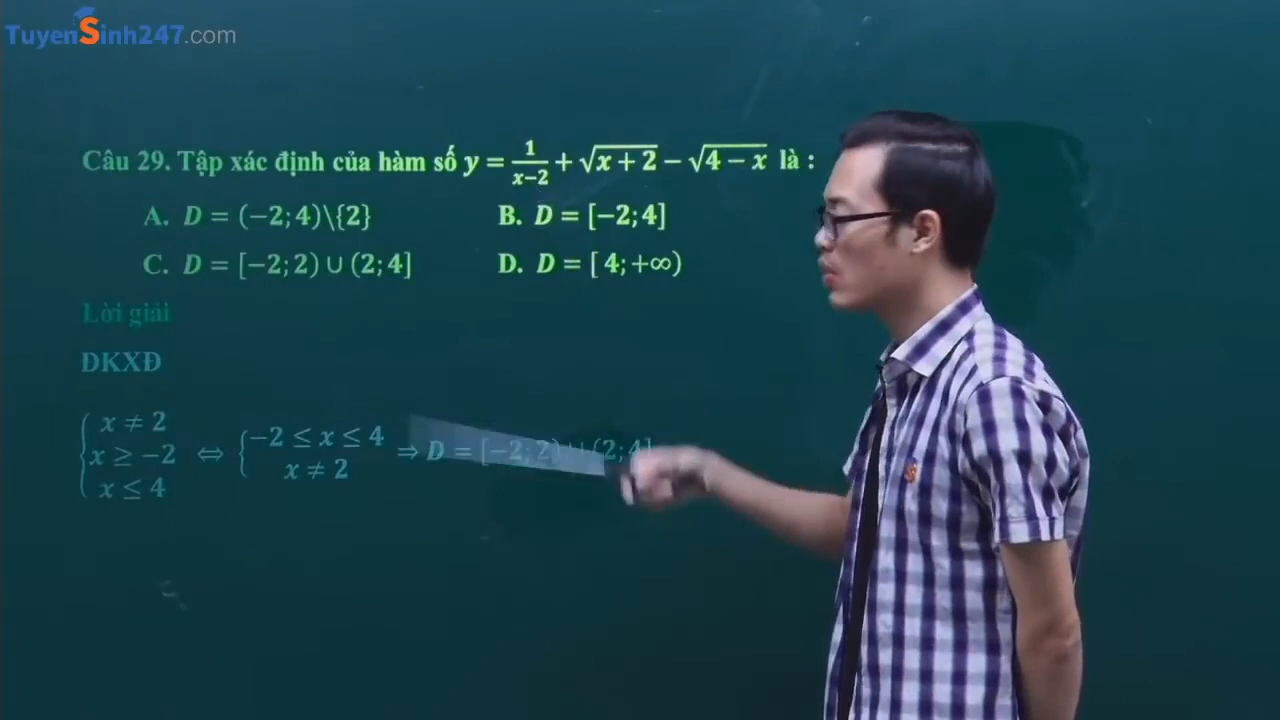 TuyenSinh247.com
Câu 29. Tập xác định của hàm số y = 1/(x−2) + √(x + 2) − √(4 − x) là :
A. D = (−2; 4)\{2} B. D = [−2; 4]
C. D = [−2; 2) ∪ (2; 4] D. D = [ 4; +∞)
Lời giải
ĐKXĐ
{x ≠ 2; x ≥ −2; x ≤ 4 ⇔ {−2 ≤ x ≤ 4; x ≠ 2 ⇒ D = [−2; 2) ∪ (2; 4]